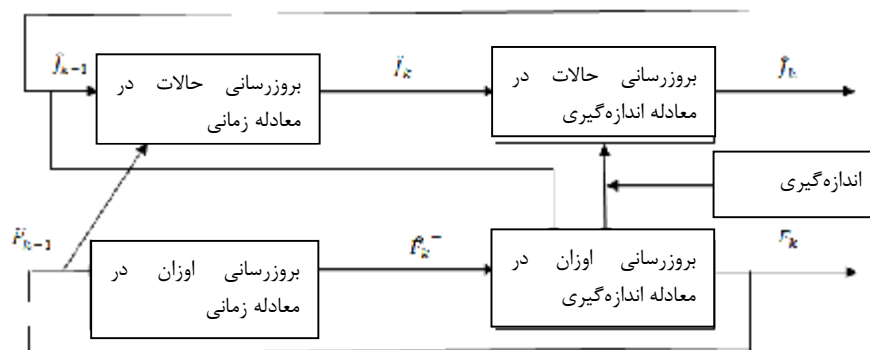 بروزرسانی حالات در
معادله زمانی
بروزرسانی حالات در
معادله اندازه‌گیری
اندازه‌گیری
بروزرسانی اوزان در
معادله زمانی
بروزرسانی اوزان در
معادله اندازه‌گیری